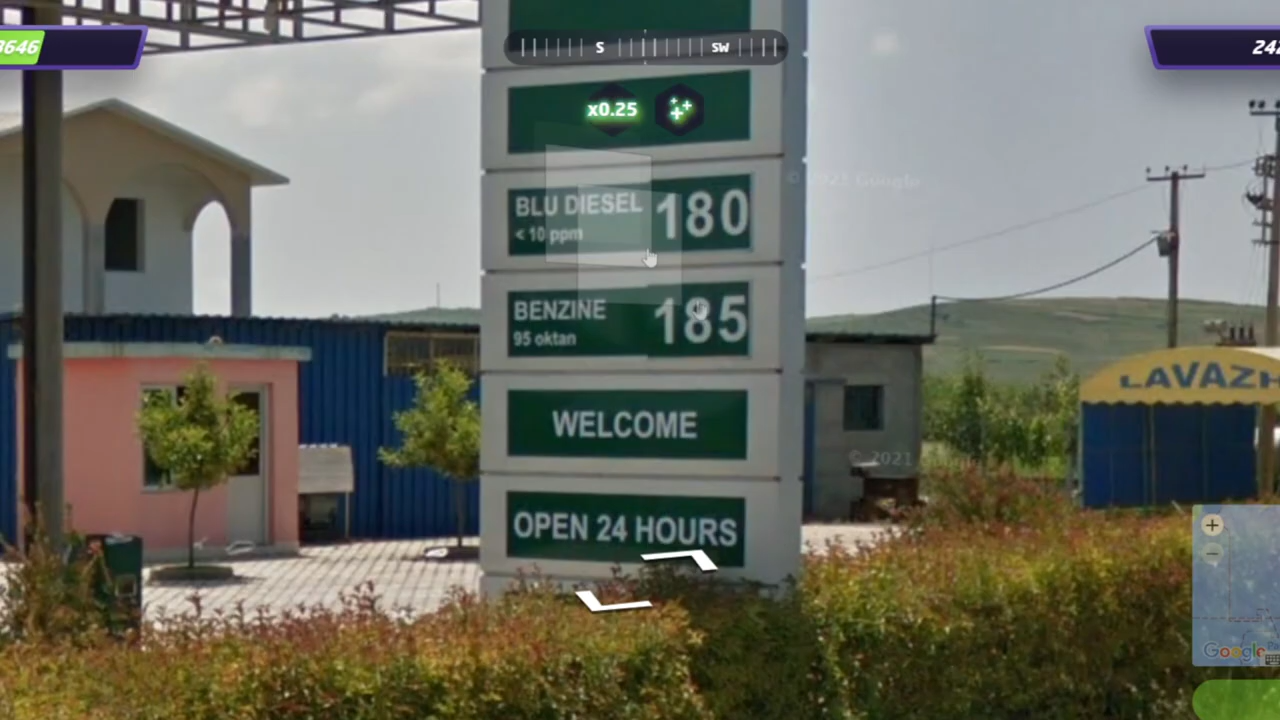 3646
S
SW
242
x0.25
BLU DIESEL 180
< 10 ppm
© 2021 Google
BENZINE 185
95 oktan
LAVAZH
WELCOME
© 2021
OPEN 24 HOURS
+
−
Google